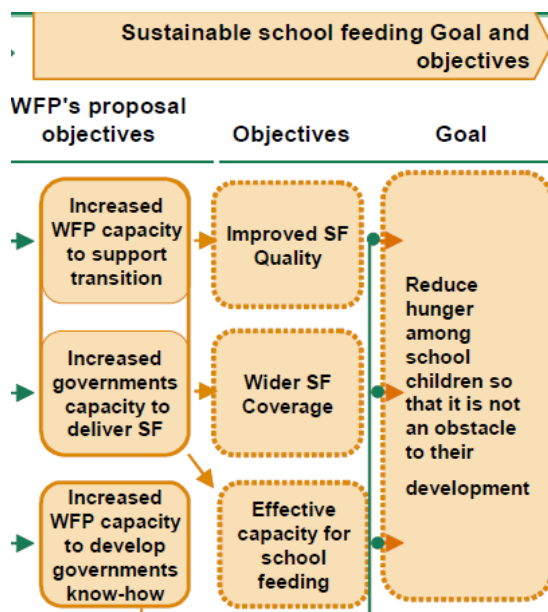 Sustainable school feeding Goal and
objectives
WFP's proposal
objectives
Objectives
Goal
Increased
WFP capacity
to support
transition
Improved SF
Quality
Increased
governments
capacity to
deliver SF
Wider SF
Coverage
Increased
WFP capacity
to develop
governments
know-how
Effective
capacity for
school
feeding
Reduce
hunger
among
school
children so
that it is not
an obstacle
to their
development